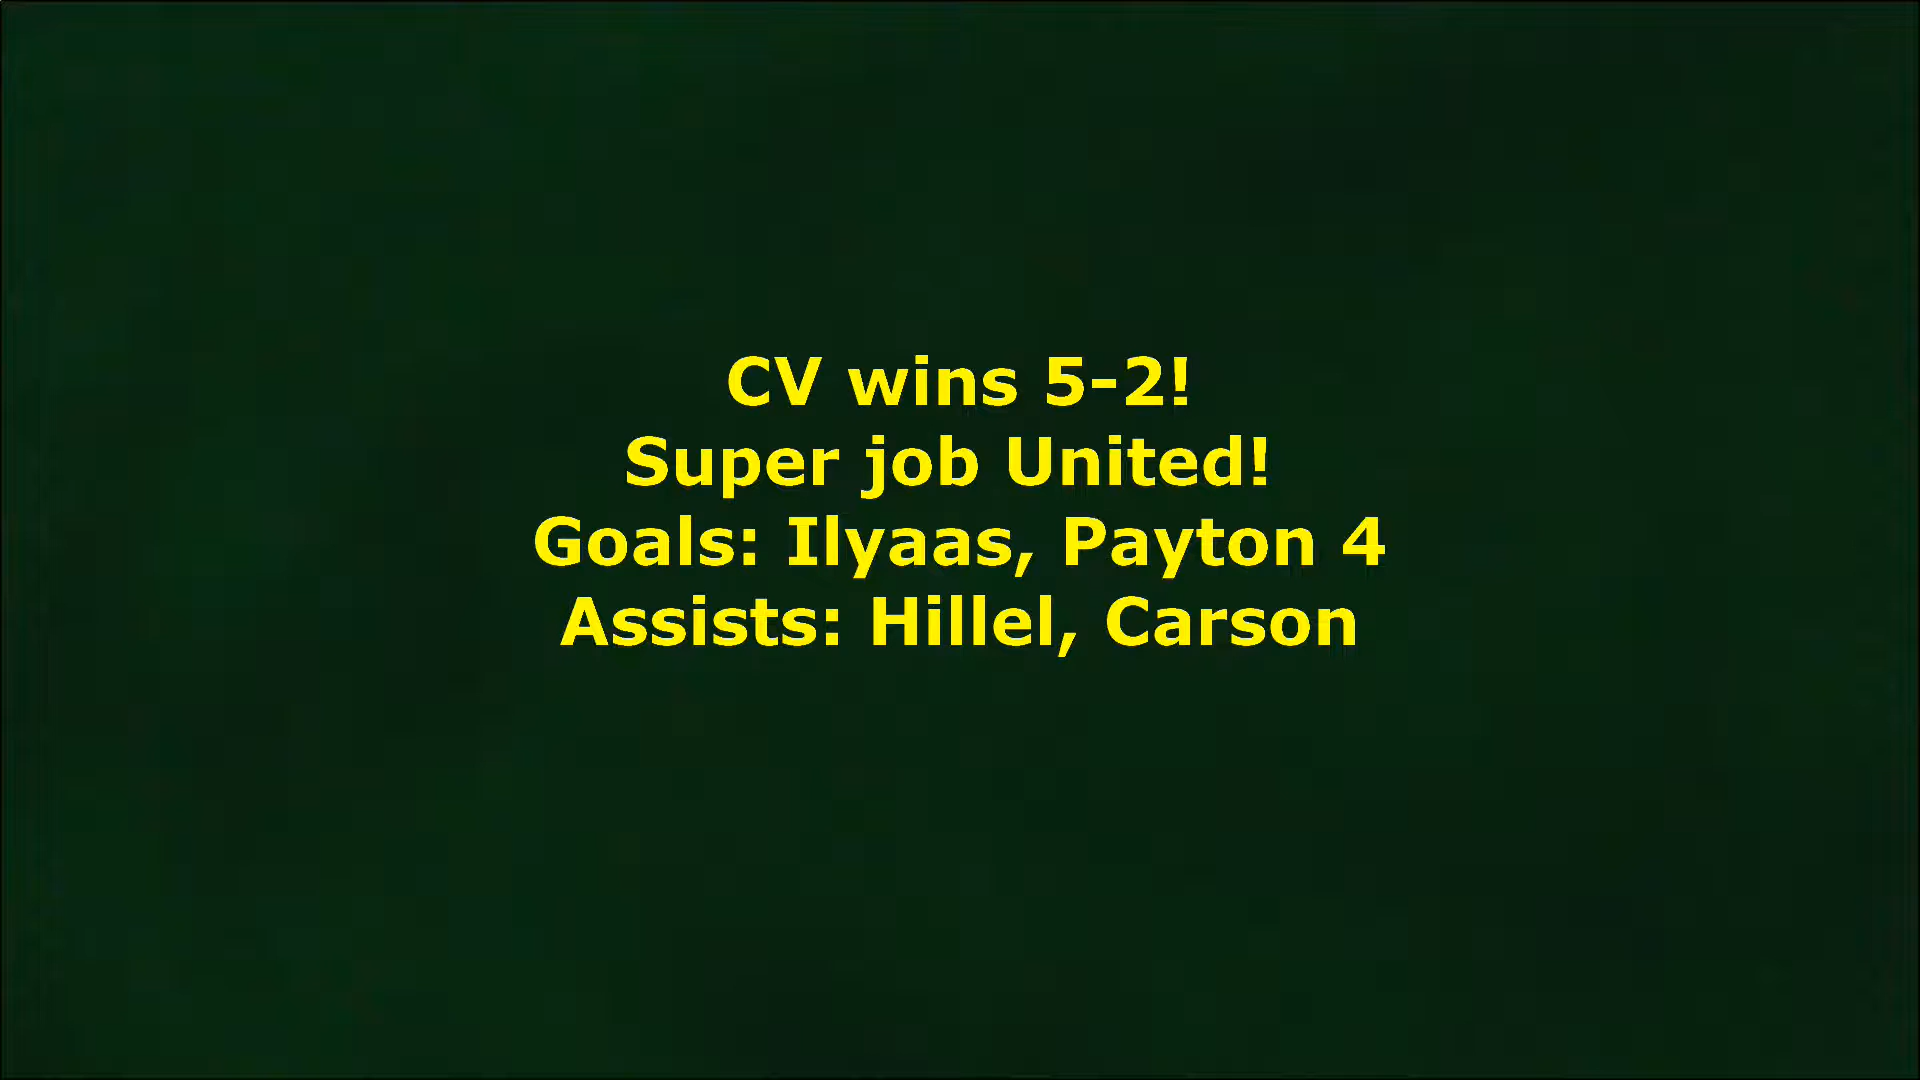 CV wins 5-2!
Super job United!
Goals: Ilyaas, Payton 4
Assists: Hillel, Carson